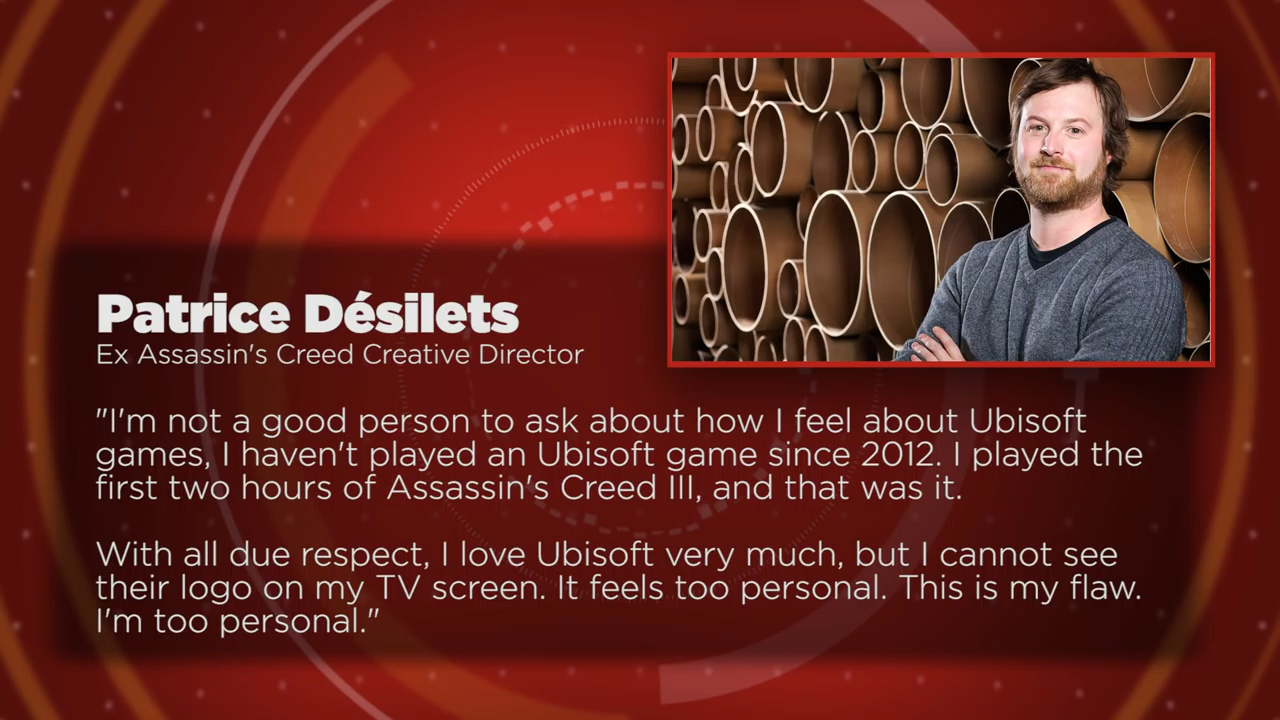 Patrice Désilets
Ex Assassin's Creed Creative Director
"I'm not a good person to ask about how I feel about Ubisoft
games, I haven't played an Ubisoft game since 2012. I played the
first two hours of Assassin's Creed III, and that was it.
With all due respect, I love Ubisoft very much, but I cannot see
their logo on my TV screen. It feels too personal. This is my flaw.
I'm too personal."